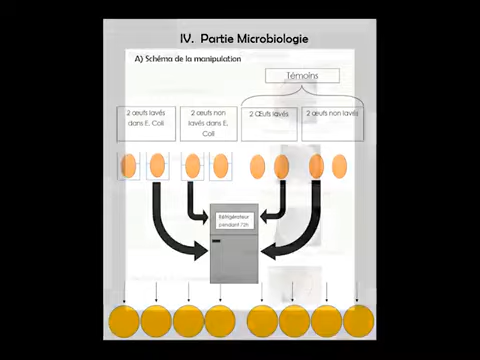 IV. Partie Microbiologie
A) Schéma de la manipulation
Témoins
2 œufs lavés
dans E. Coli
2 œufs non
lavés dans E.
Coli
2 Œufs lavés
2 œufs non lavés
Réfrigérateur
pendant 72h